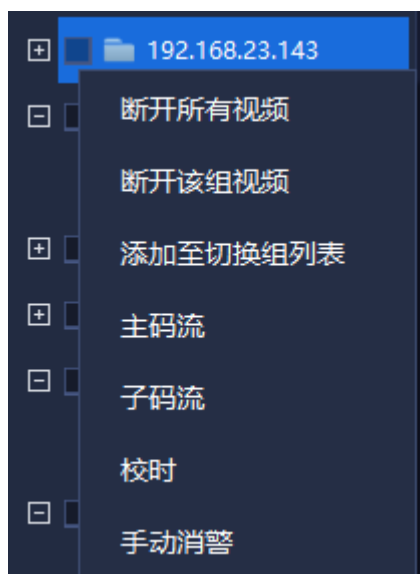 192.168.23.143
断开所有视频
断开该组视频
添加至切换组列表
主码流
子码流
校时
手动消警